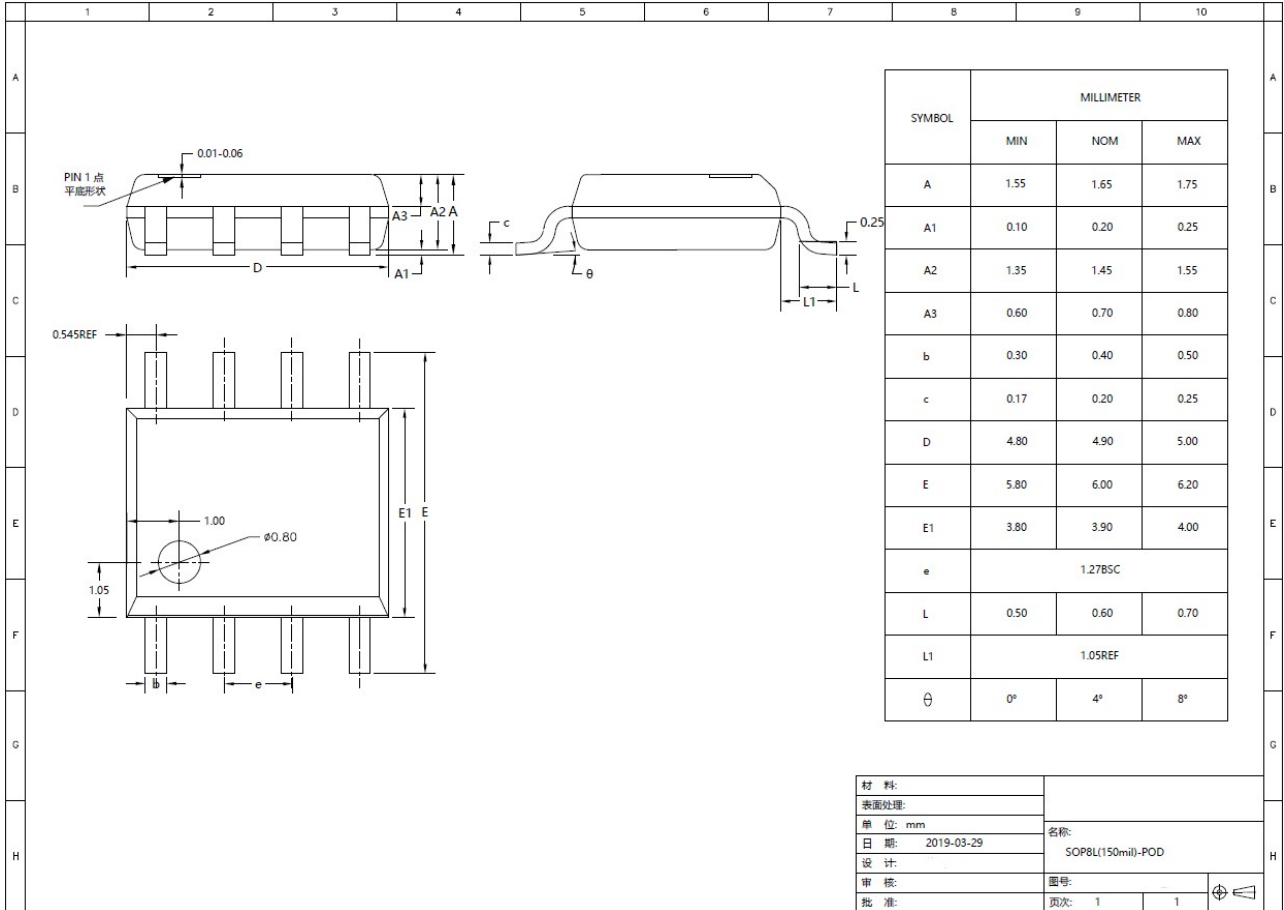 1 2 3 4 5 6 7 8 9 10
A A
B B
C C
D D
E E
F F
G G
H H
0.01-0.06
PIN 1 点
平底形状
A3 A2 A
D
A1
c
θ
0.25
L
L1
0.545REF
1.00
ø0.80
1.05
E1 E
b
e
SYMBOL MILLIMETER
MIN NOM MAX
A 1.55 1.65 1.75
A1 0.10 0.20 0.25
A2 1.35 1.45 1.55
A3 0.60 0.70 0.80
b 0.30 0.40 0.50
c 0.17 0.20 0.25
D 4.80 4.90 5.00
E 5.80 6.00 6.20
E1 3.80 3.90 4.00
e 1.27BSC
L 0.50 0.60 0.70
L1 1.05REF
θ 0° 4° 8°
材 料:
表面处理:
单 位: mm
日 期: 2019-03-29
设 计:
审 核:
批 准:
名称:
SOP8L(150mil)-POD
图号:
页次: 1 1